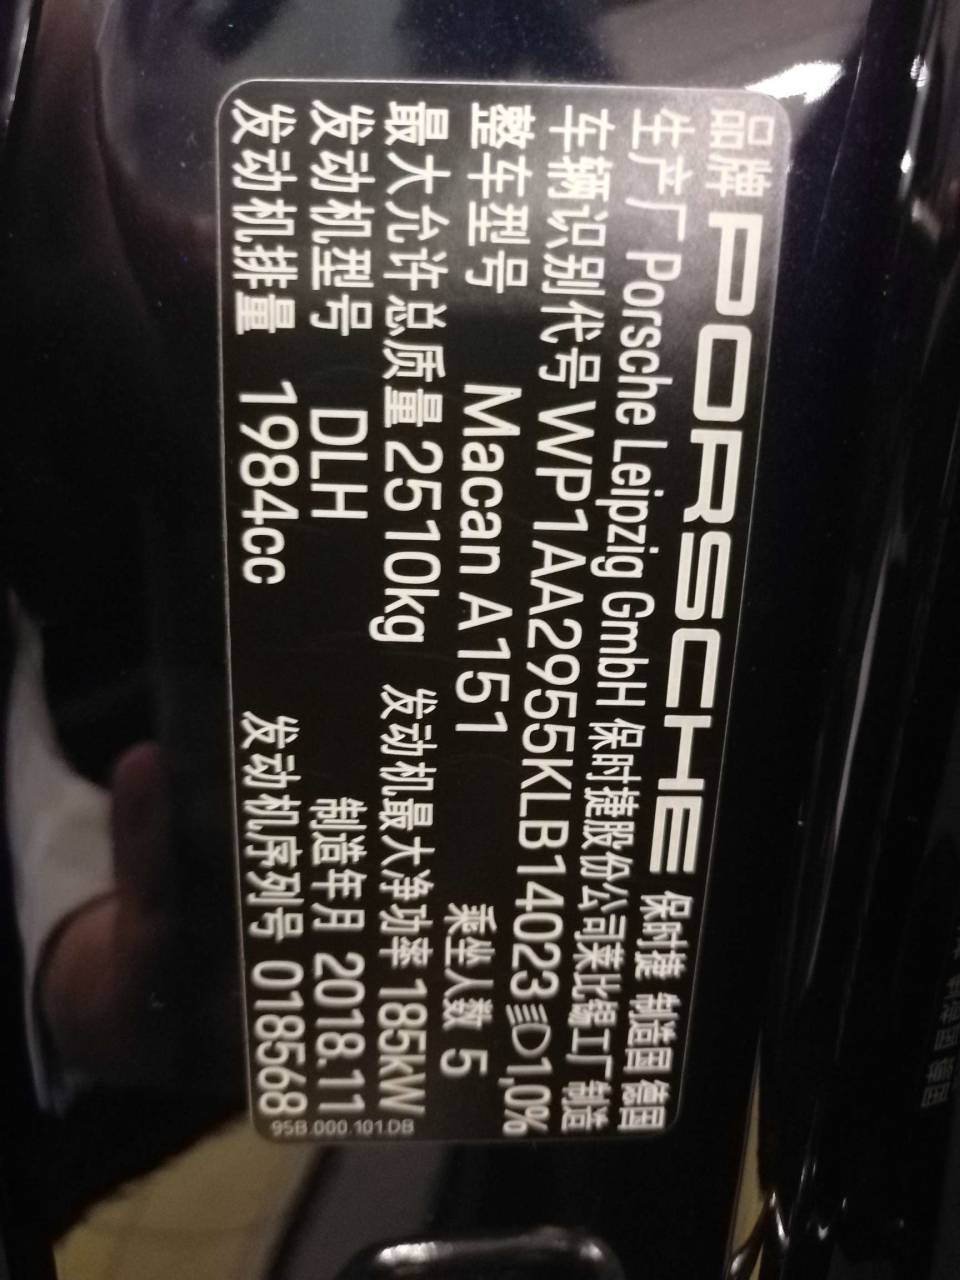 品牌 PORSCHE 保时捷 制造国 德国
生产厂 Porsche Leipzig GmbH 保时捷股份公司莱比锡工厂 制造
车辆识别代号 WP1AA2955KLB14023 1,0%
整车型号 Macan A151 乘坐人数 5
最大允许总质量 2510kg 发动机最大净功率 185kW
发动机型号 DLH 制造年月 2018.11
发动机排量 1984cc 发动机序列号 018568
95B.000.101.DB